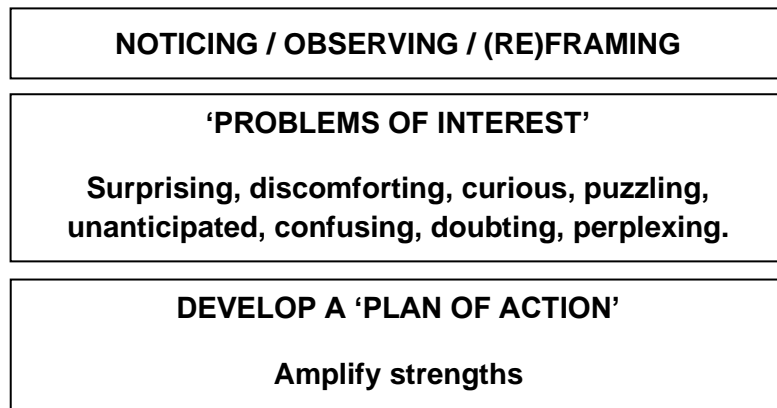 NOTICING / OBSERVING / (RE)FRAMING
‘PROBLEMS OF INTEREST’
Surprising, discomforting, curious, puzzling,
unanticipated, confusing, doubting, perplexing.
DEVELOP A ‘PLAN OF ACTION’
Amplify strengths